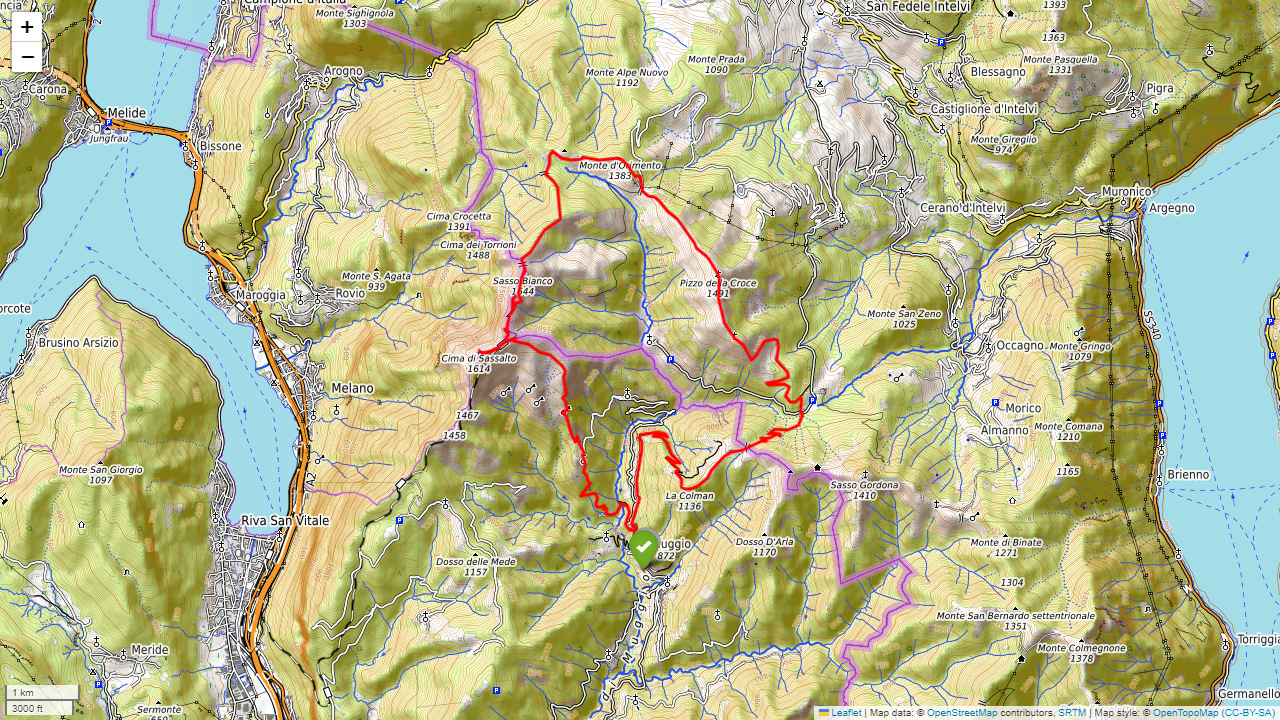 Campione d'Italia
Monte Sighignola
1303
San Fedele Intelvi
1393
1363
Monte Pasquella
1331
Blessagno
Pigra
+
−
Arogno
Monte Alpe Nuovo
1192
Monte Prada
1090
Carona
Melide
Jungfrau
Bissone
Castiglione d'Intelvi
Monte Gireglio
974
Monte d'Orimento
1383
Muronico
Argegno
Cerano d'Intelvi
Cima Crocetta
1391
Cima dei Torrioni
1488
Monte S. Agata
939
Rovio
Maroggia
Sasso Bianco
1644
Pizzo della Croce
1491
Monte San Zeno
1025
SS340
Brusino Arsizio
Occagno
Monte Gringo
1079
Cima di Sassalto
1614
Melano
1467
1458
Morico
Almanno
Monte Comana
1210
Monte San Giorgio
1097
A2
1165
Brienno
Sasso Gordona
1410
La Colman
1136
Riva San Vitale
Dosso D'Arla
1170
872
Monte di Binate
1271
Dosso delle Mede
1157
1304
Monte San Bernardo settentrionale
1351
Monte Colmegnone
1378
Meride
Sermonte
650
Germanello
1 km
3000 ft
Leaflet | Map data: © OpenStreetMap contributors, SRTM | Map style: © OpenTopoMap (CC-BY-SA)